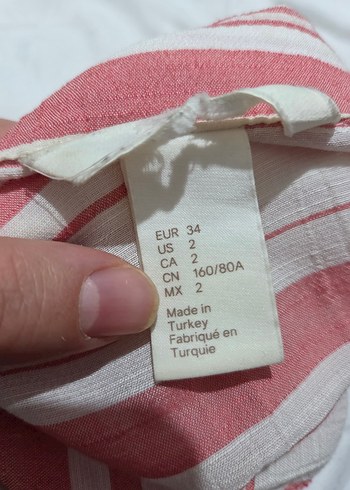 EUR 34
US 2
CA 2
CN 160/80A
MX 2
Made in
Turkey
Fabriqué en
Turquie